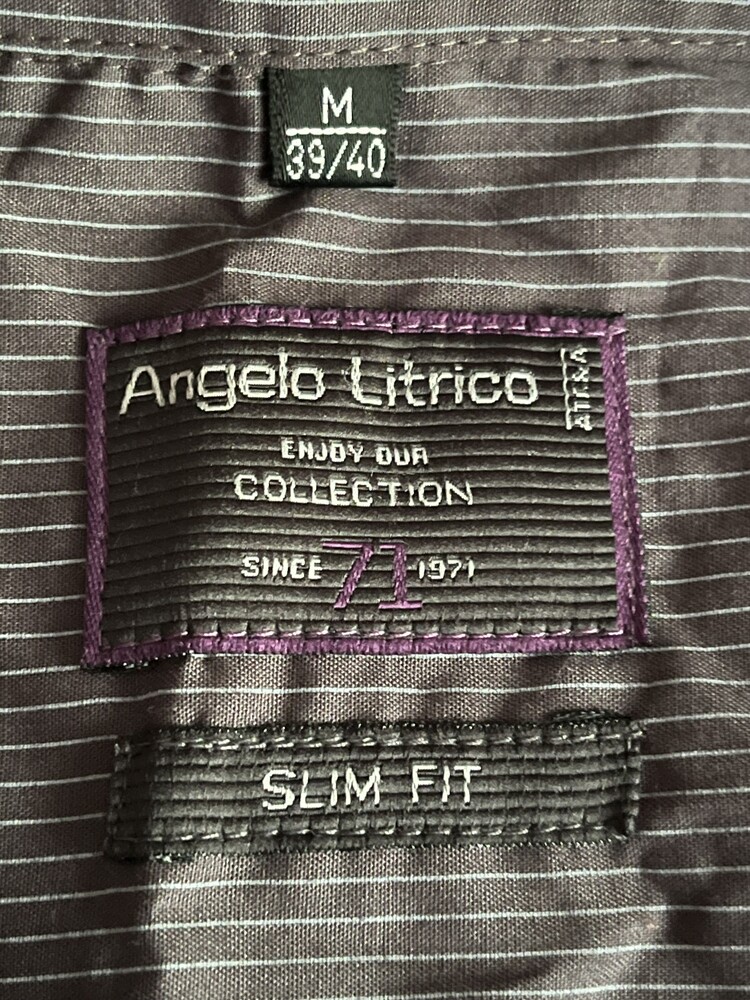 M
39/40
Angelo Litrico
ENJOY OUR
COLLECTION
SINCE 71 1971
SLIM FIT